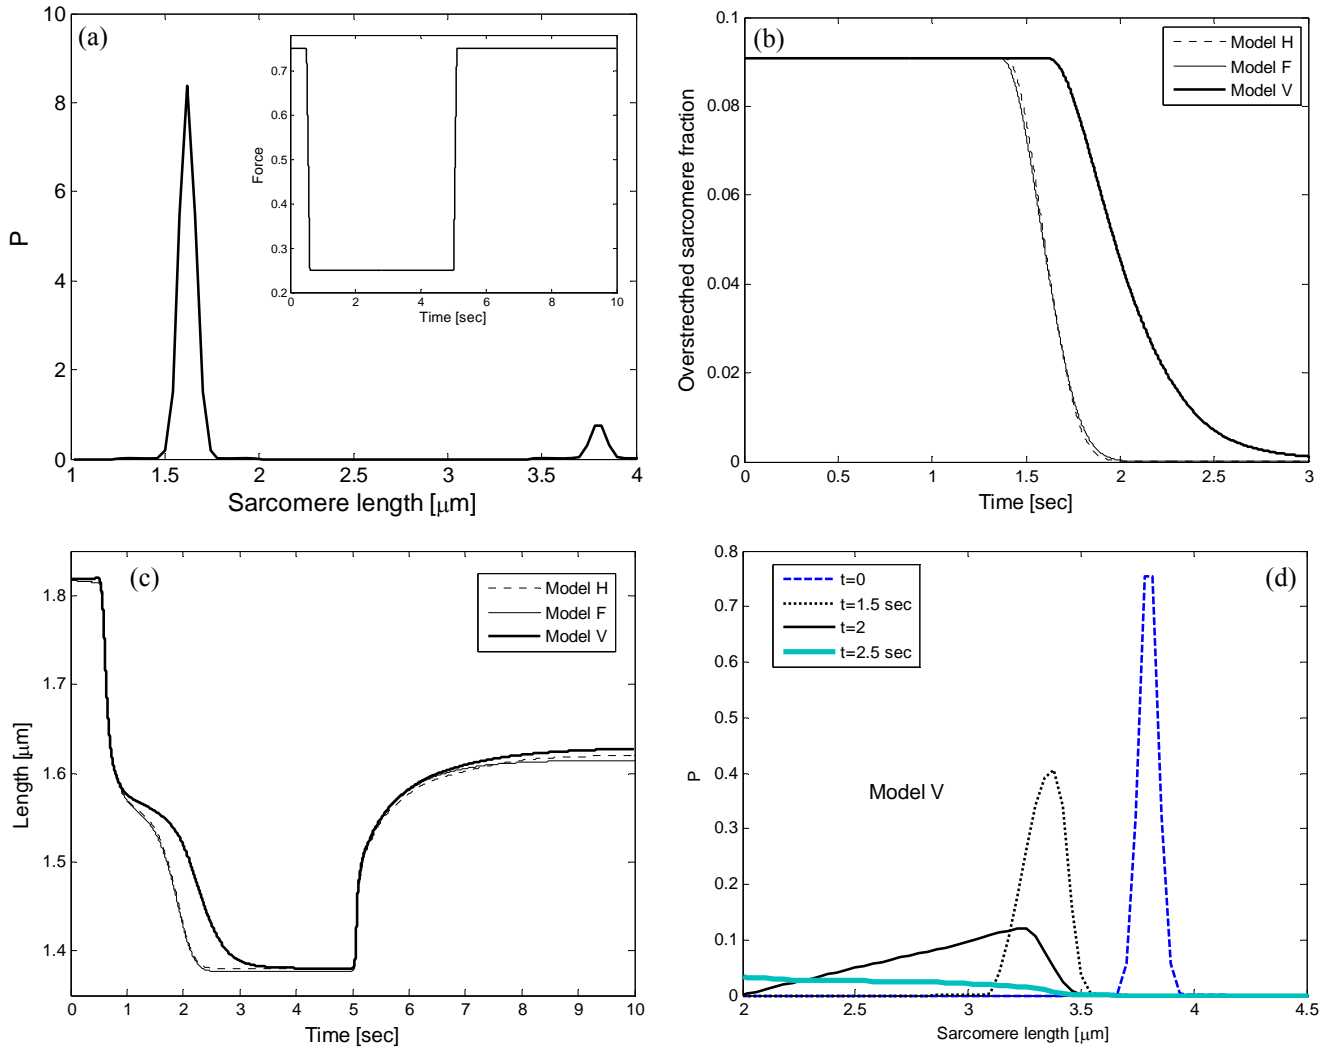 (a)
10
8
6
4
2
0
P
1
1.5
2
2.5
3
3.5
4
Sarcomere length [μm]
0.7
0.6
0.5
0.4
0.3
0.2
Force
0
2
4
6
8
10
Time [sec]
(b)
0.1
0.08
0.06
0.04
0.02
0
Overstrecthed sarcomere fraction
Model H
Model F
Model V
0
0.5
1
1.5
2
2.5
3
Time [sec]
(c)
1.8
1.7
1.6
1.5
1.4
Length [μm]
Model H
Model F
Model V
0
1
2
3
4
5
6
7
8
9
10
Time [sec]
(d)
0.8
0.7
0.6
0.5
0.4
0.3
0.2
0.1
0
P
t=0
t=1.5 sec
t=2
t=2.5 sec
Model V
2
2.5
3
3.5
4
4.5
Sarcomere length [μm]